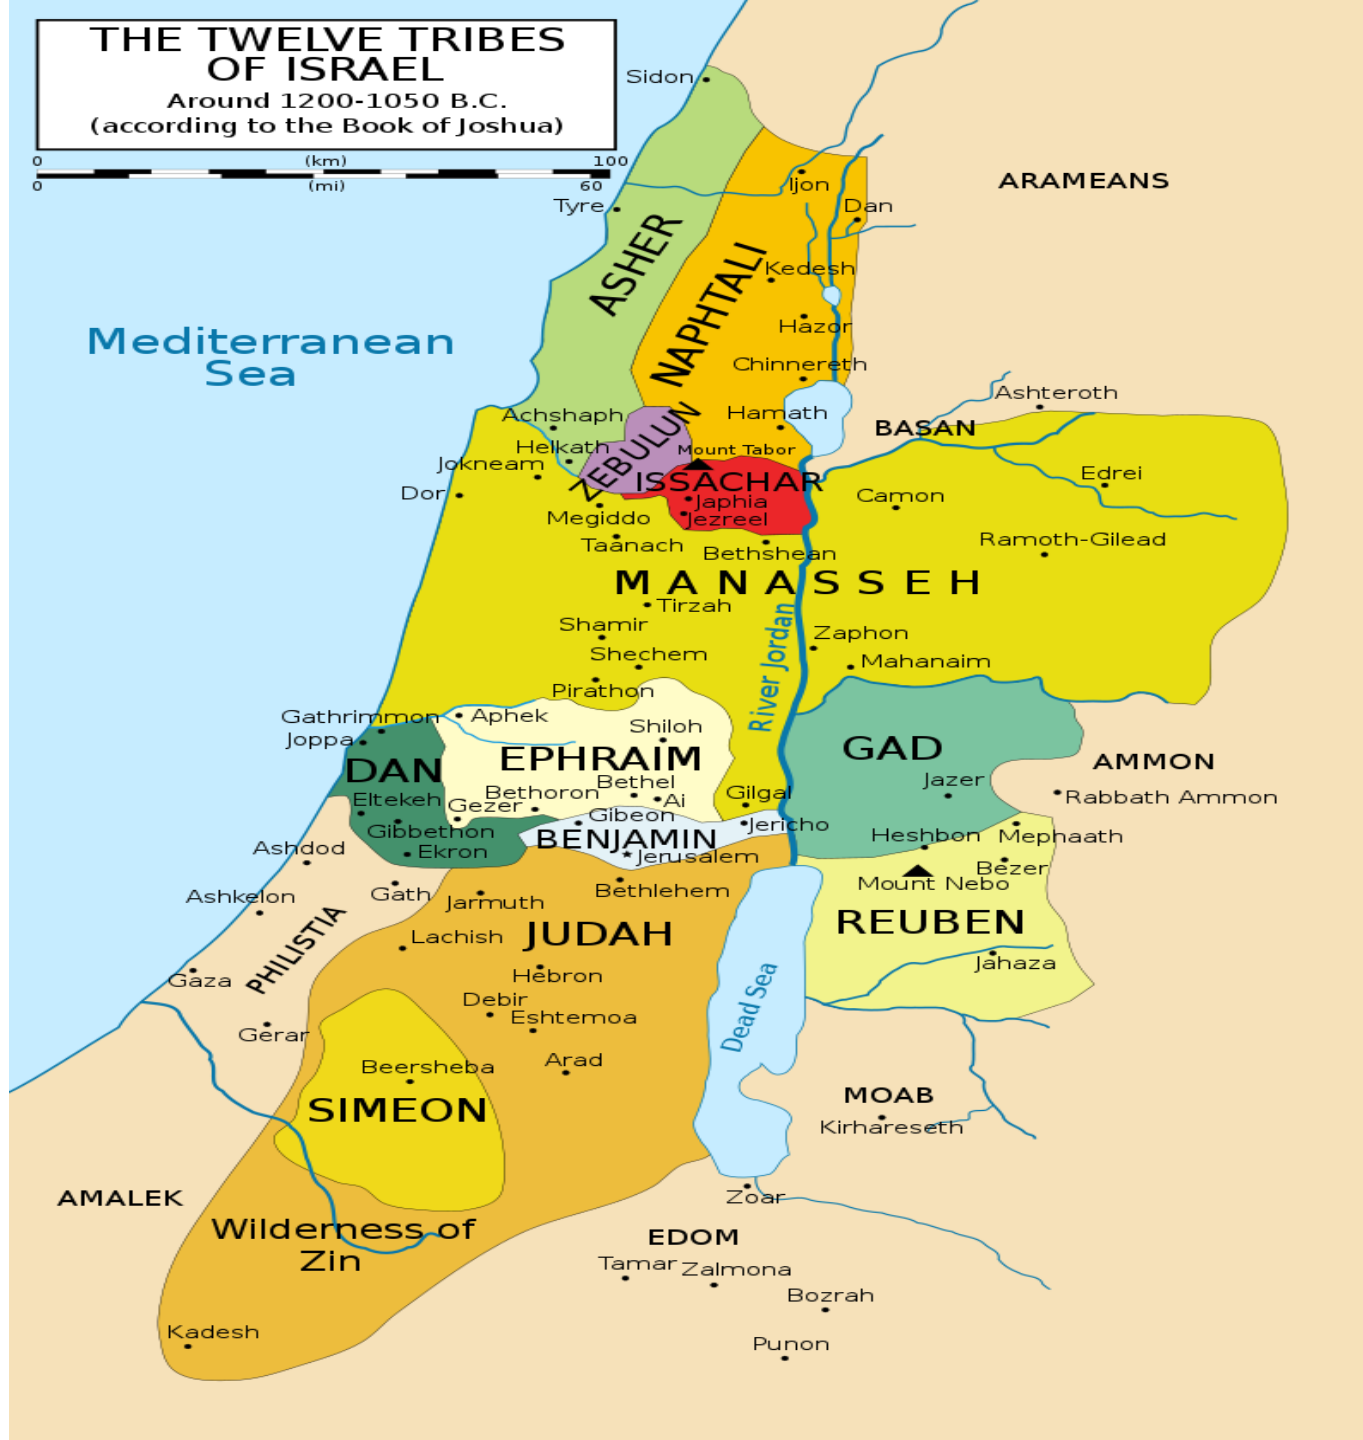 THE TWELVE TRIBES
OF ISRAEL
Around 1200-1050 B.C.
(according to the Book of Joshua)
0 (km) 100
0 (mi) 60
Sidon
Tyre
Ijon
Dan
ARAMEANS
ASHER
NAPHTALI
Kedesh
Hazor
Mediterranean
Sea
Chinnereth
Ashteroth
Achshaph
Hamath
BASAN
ZEBULUN
Helkath
Mount Tabor
Jokneam
ISSACHAR
Edrei
Dor
Japhia
Camon
Megiddo
Jezreel
Taanach
Bethshean
Ramoth-Gilead
MANASSEH
Tirzah
Shamir
Zaphon
Shechem
Mahanaim
Pirathon
River Jordan
Gathrimmon
Aphek
Joppa
Shiloh
EPHRAIM
GAD
DAN
AMMON
Bethel
Jazer
Eltekeh
Bethoron
Ai
Gilgal
Rabbath Ammon
Gezer
Gibeon
Gibbethon
BENJAMIN
Jericho
Heshbon
Mephaath
Ashdod
Ekron
Jerusalem
Bezer
Mount Nebo
Ashkelon
Gath
Jarmuth
Bethlehem
PHILISTIA
Lachish
JUDAH
REUBEN
Gaza
Hebron
Jahaza
Dead Sea
Debir
Eshtemoa
Gerar
Beersheba
Arad
SIMEON
MOAB
Kirhareseth
AMALEK
Zoar
Wilderness of
Zin
EDOM
Tamar
Zalmona
Bozrah
Kadesh
Punon